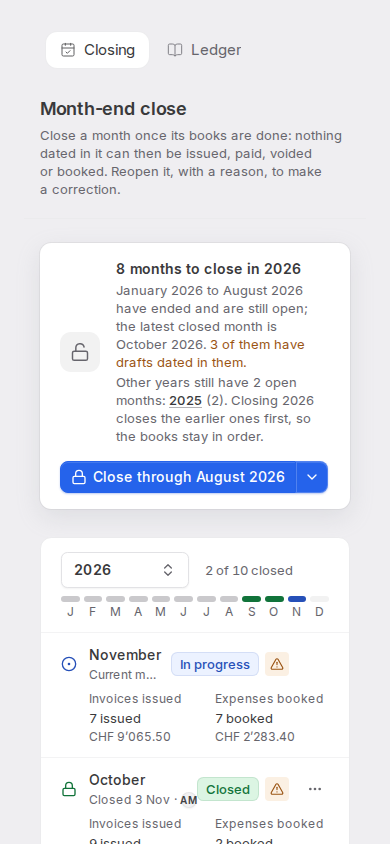 Closing Ledger
Month-end close
Close a month once its books are done: nothing
dated in it can then be issued, paid, voided
or booked. Reopen it, with a reason, to make
a correction.
8 months to close in 2026
January 2026 to August 2026
have ended and are still open;
the latest closed month is
October 2026. 3 of them have
drafts dated in them.
Other years still have 2 open
months: 2025 (2). Closing 2026
closes the earlier ones first, so
the books stay in order.
Close through August 2026
2026 2 of 10 closed
J F M A M J J A S O N D
November In progress
Current m...
Invoices issued Expenses booked
7 issued 7 booked
CHF 9’065.50 CHF 2’283.40
October Closed
Closed 3 Nov · AM
Invoices issued Expenses booked
9 issued 2 booked